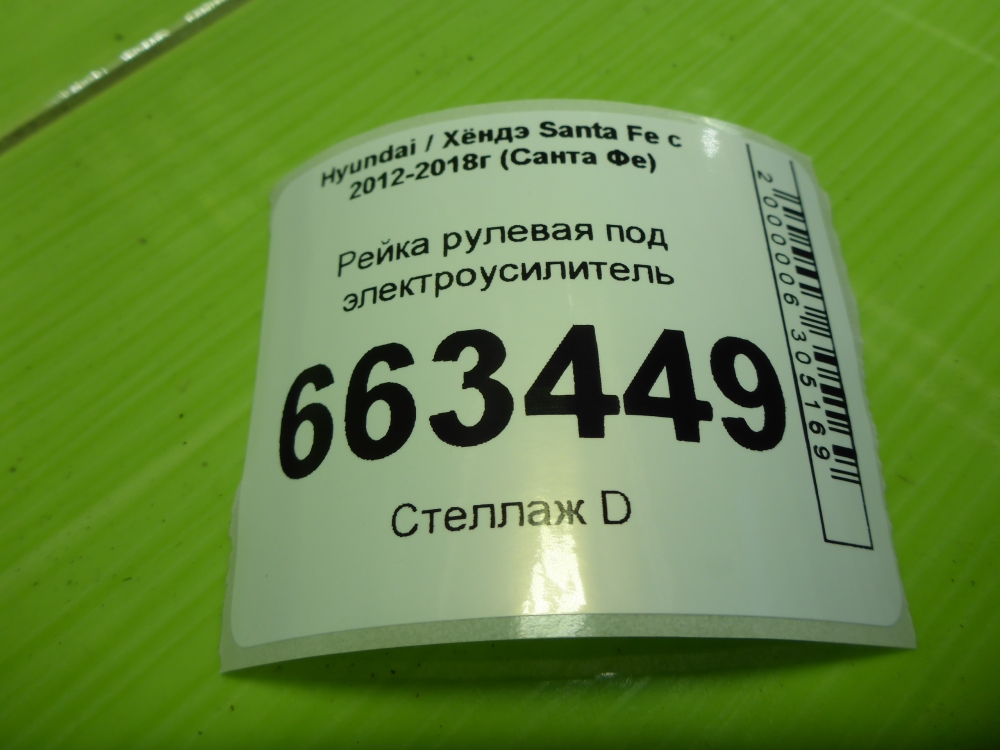 Hyundai / Хёндэ Santa Fe с
2012-2018г (Санта Фе)
Рейка рулевая под
электроусилитель
663449
Стеллаж D
2000006305169